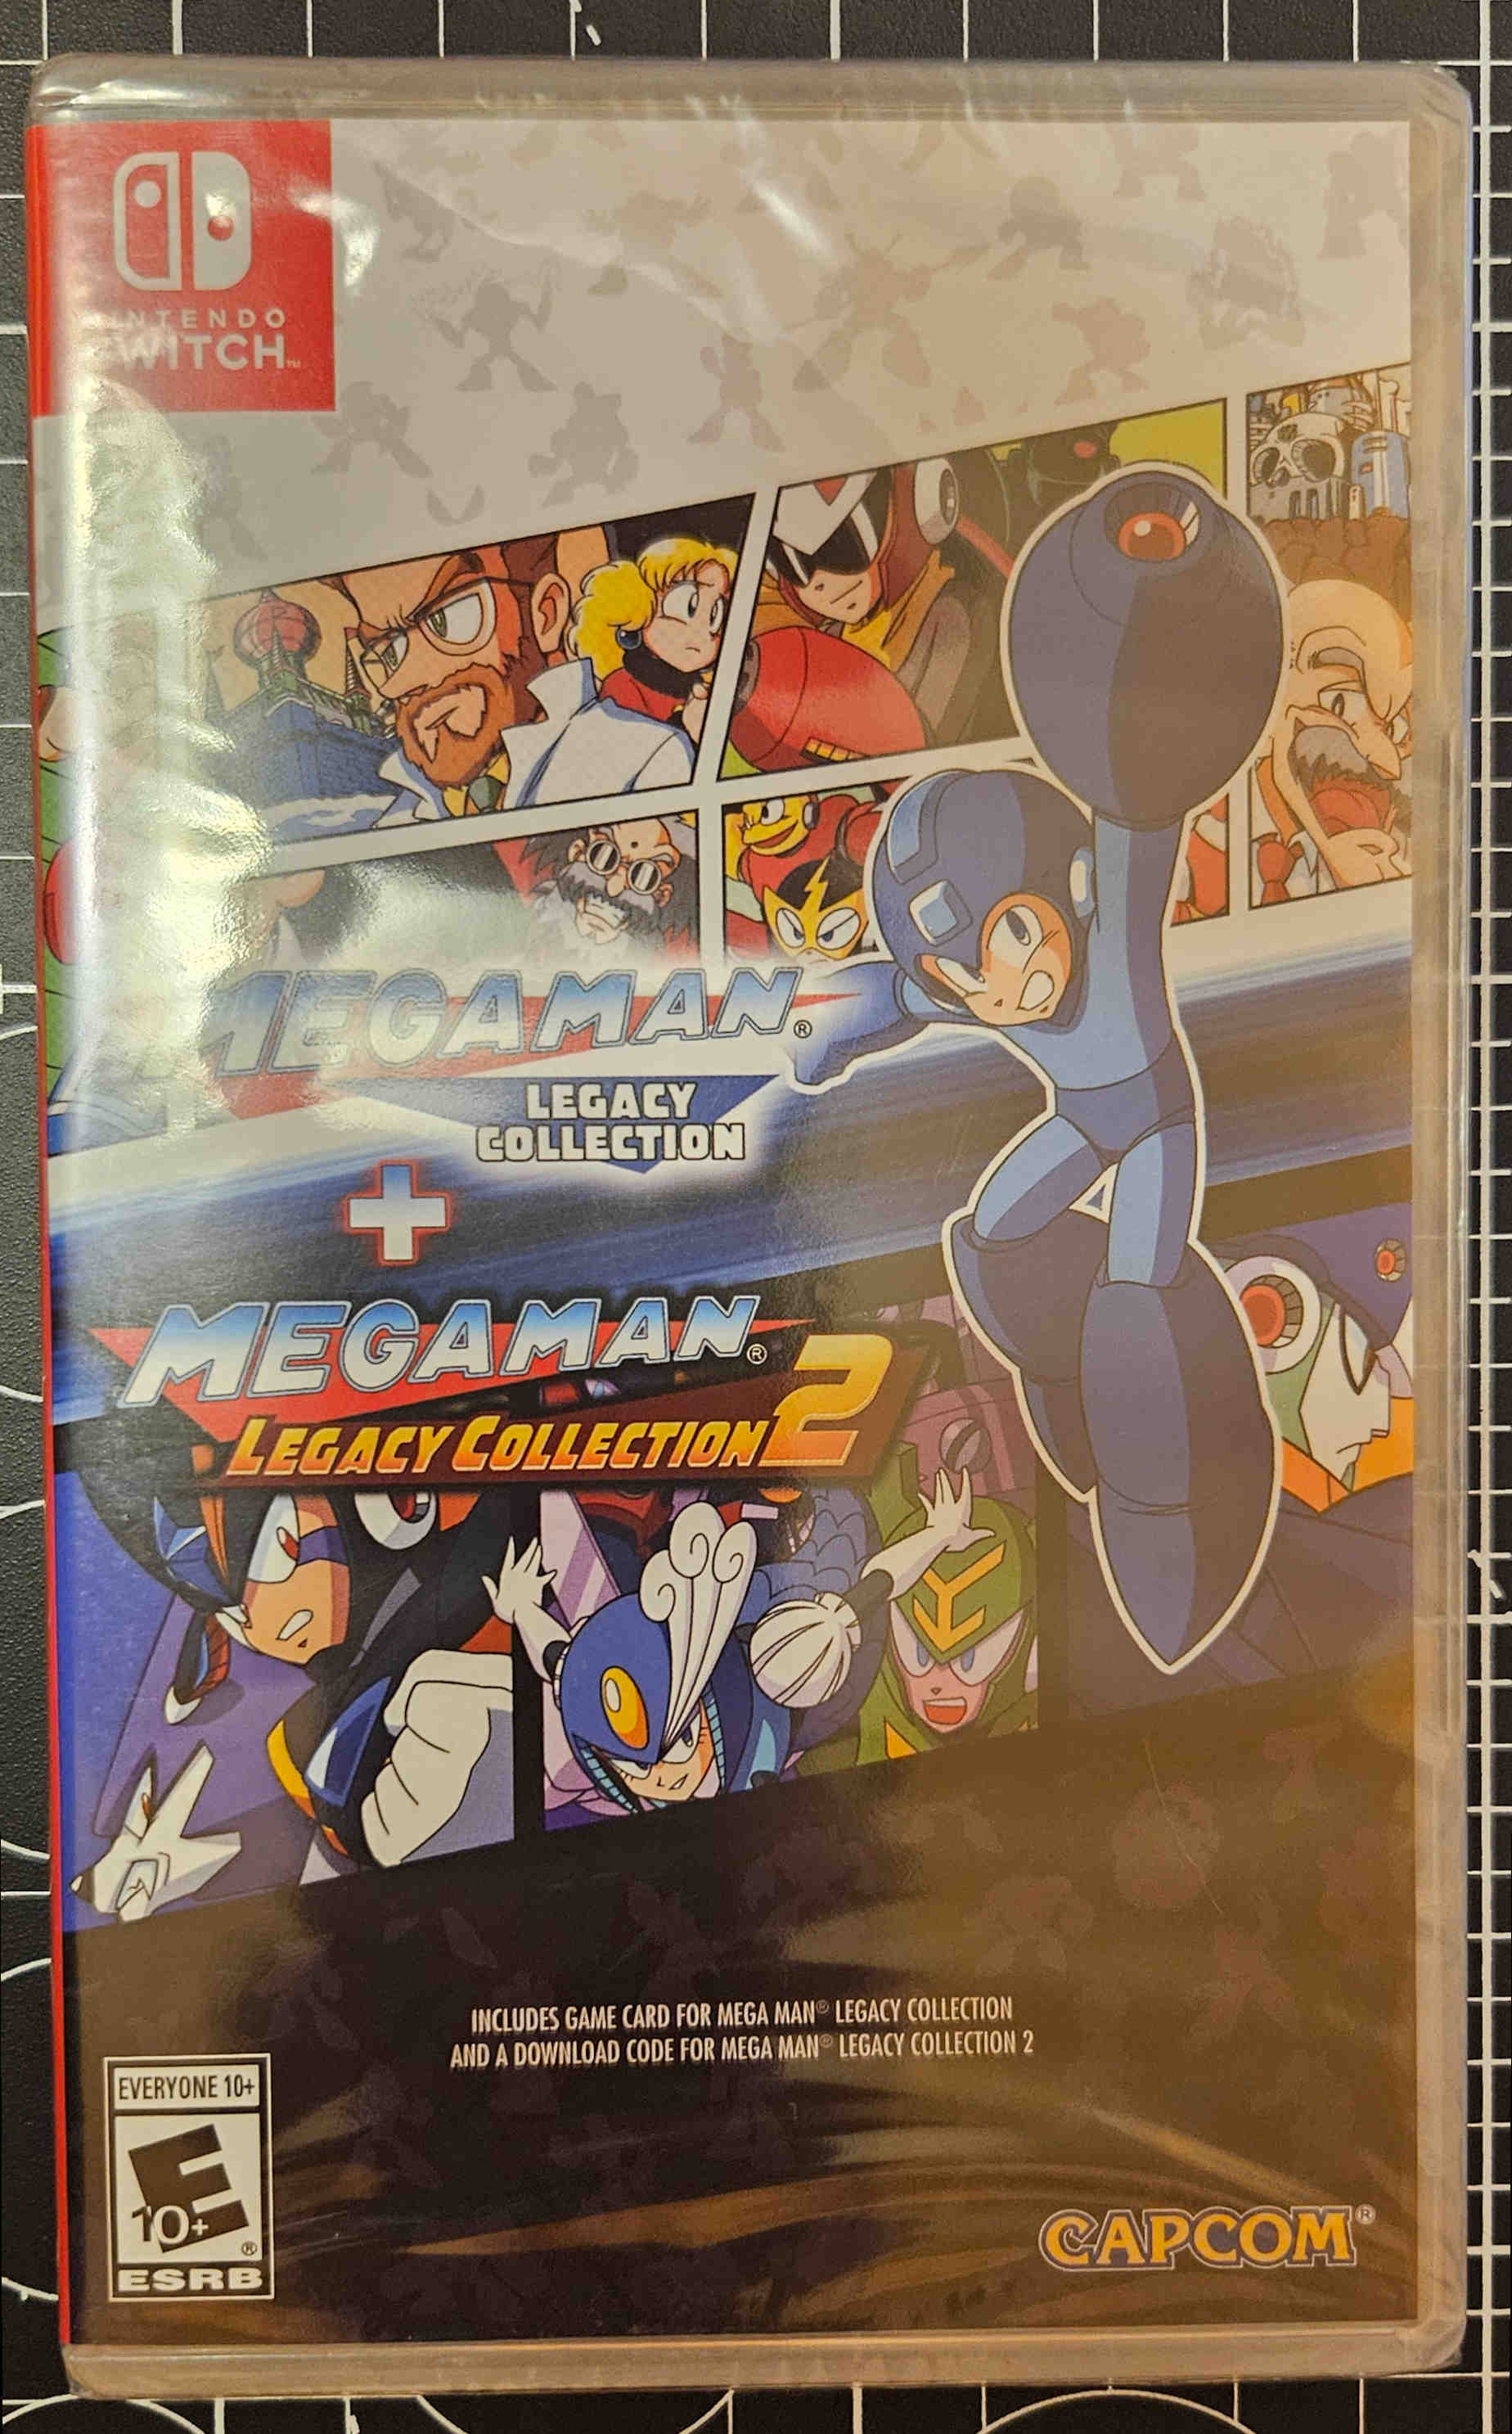 NINTENDO
SWITCH™
MEGAMAN®
LEGACY
COLLECTION
+
MEGAMAN®
LEGACY COLLECTION 2
INCLUDES GAME CARD FOR MEGA MAN® LEGACY COLLECTION
AND A DOWNLOAD CODE FOR MEGA MAN® LEGACY COLLECTION 2
EVERYONE 10+
E
10+
®
ESRB
CAPCOM®